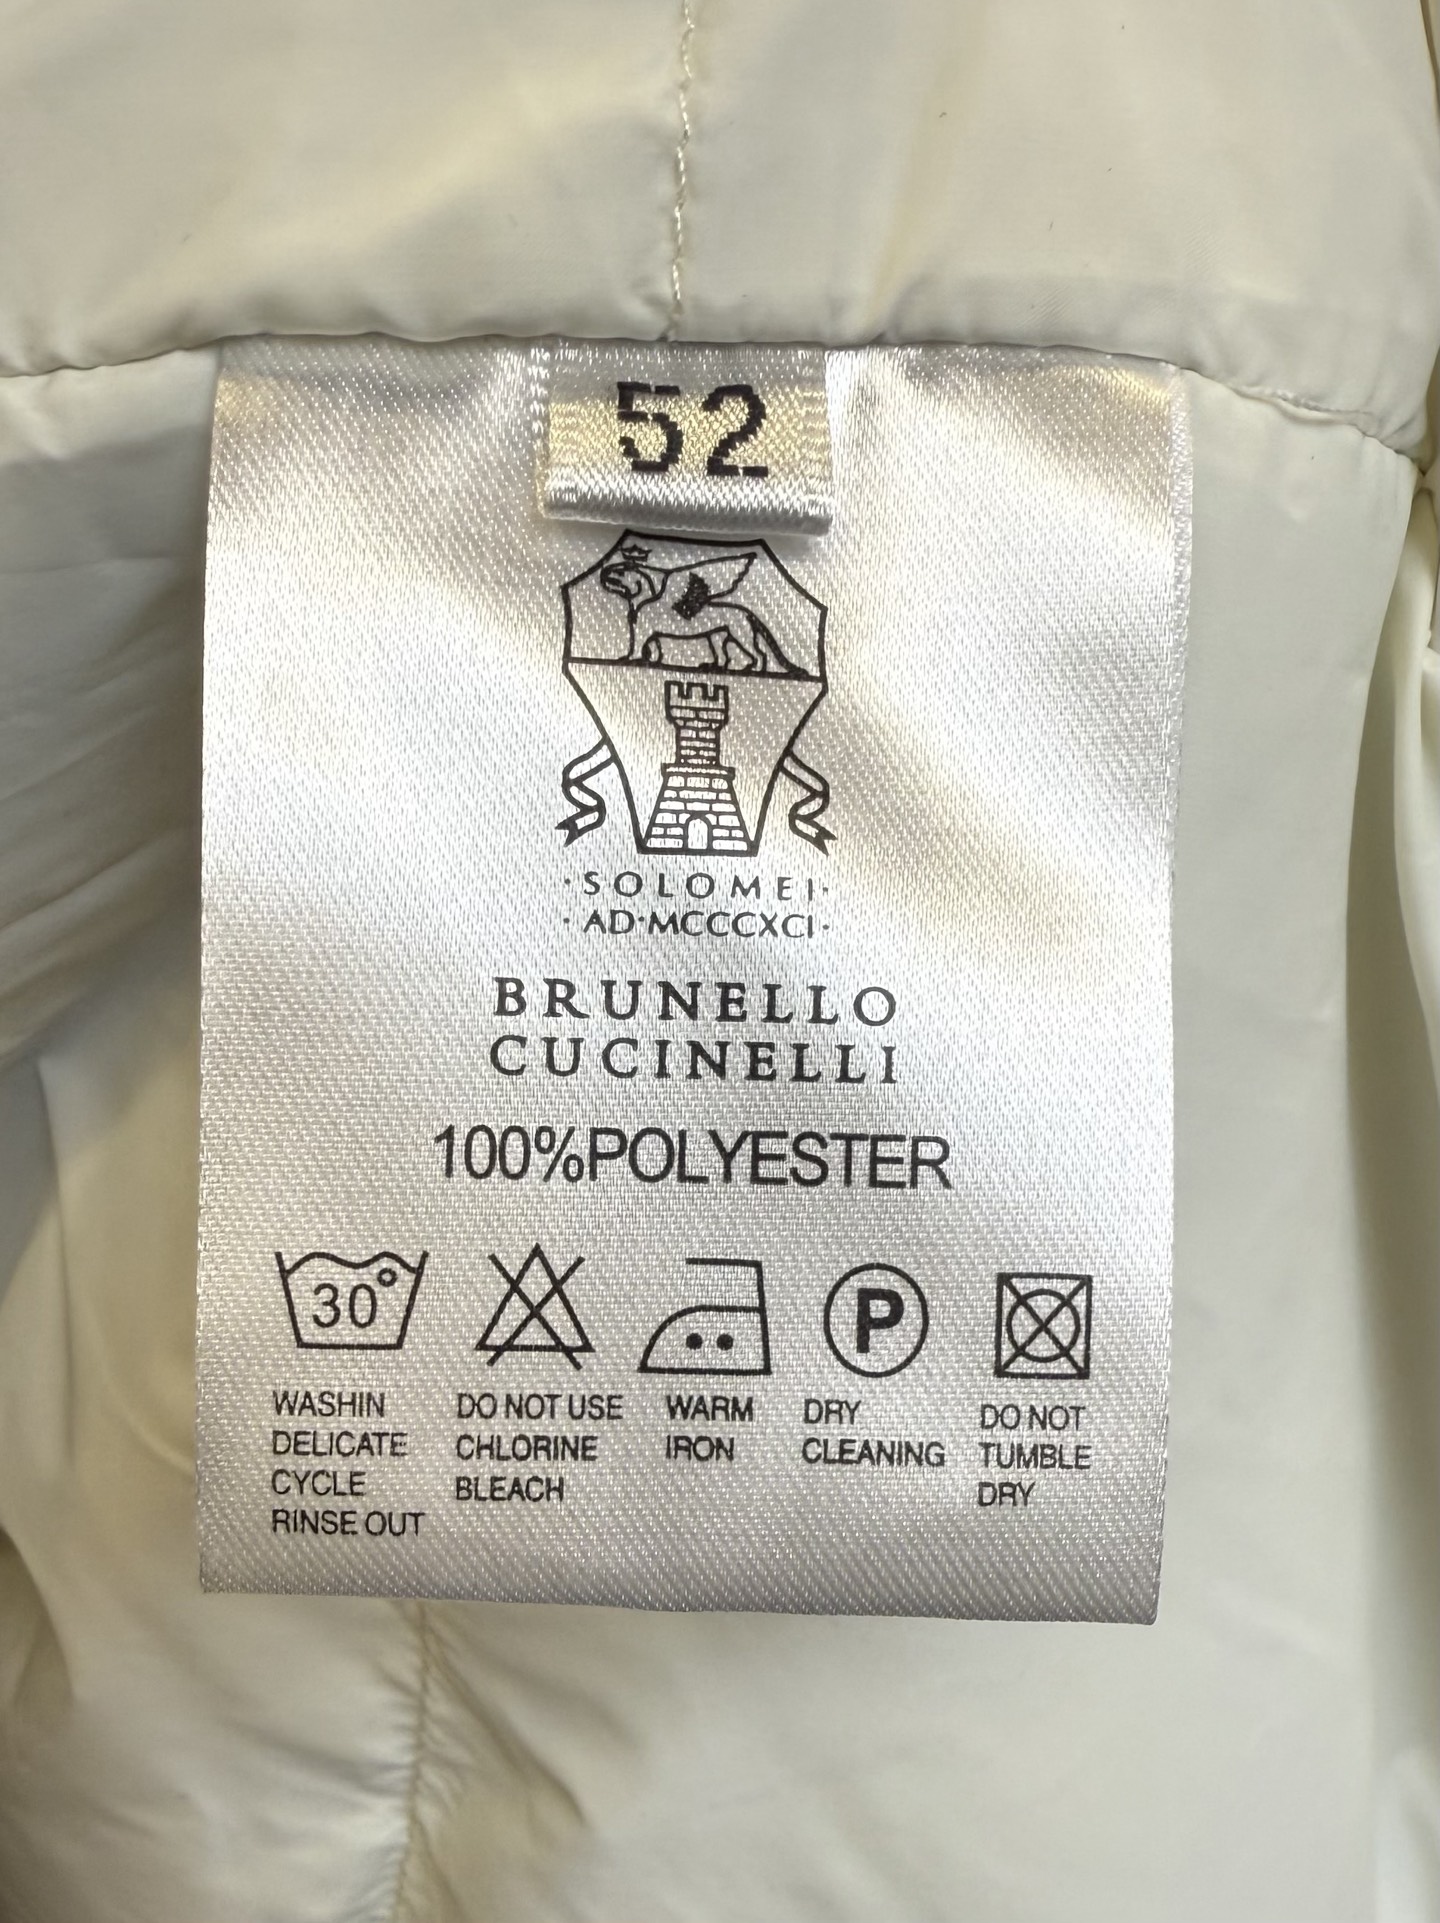 52
·SOLOMEI·
·AD·MCCCXCI·
BRUNELLO
CUCINELLI
100%POLYESTER
30°
P
WASHIN
DELICATE
CYCLE
RINSE OUT
DO NOT USE
CHLORINE
BLEACH
WARM
IRON
DRY
CLEANING
DO NOT
TUMBLE
DRY